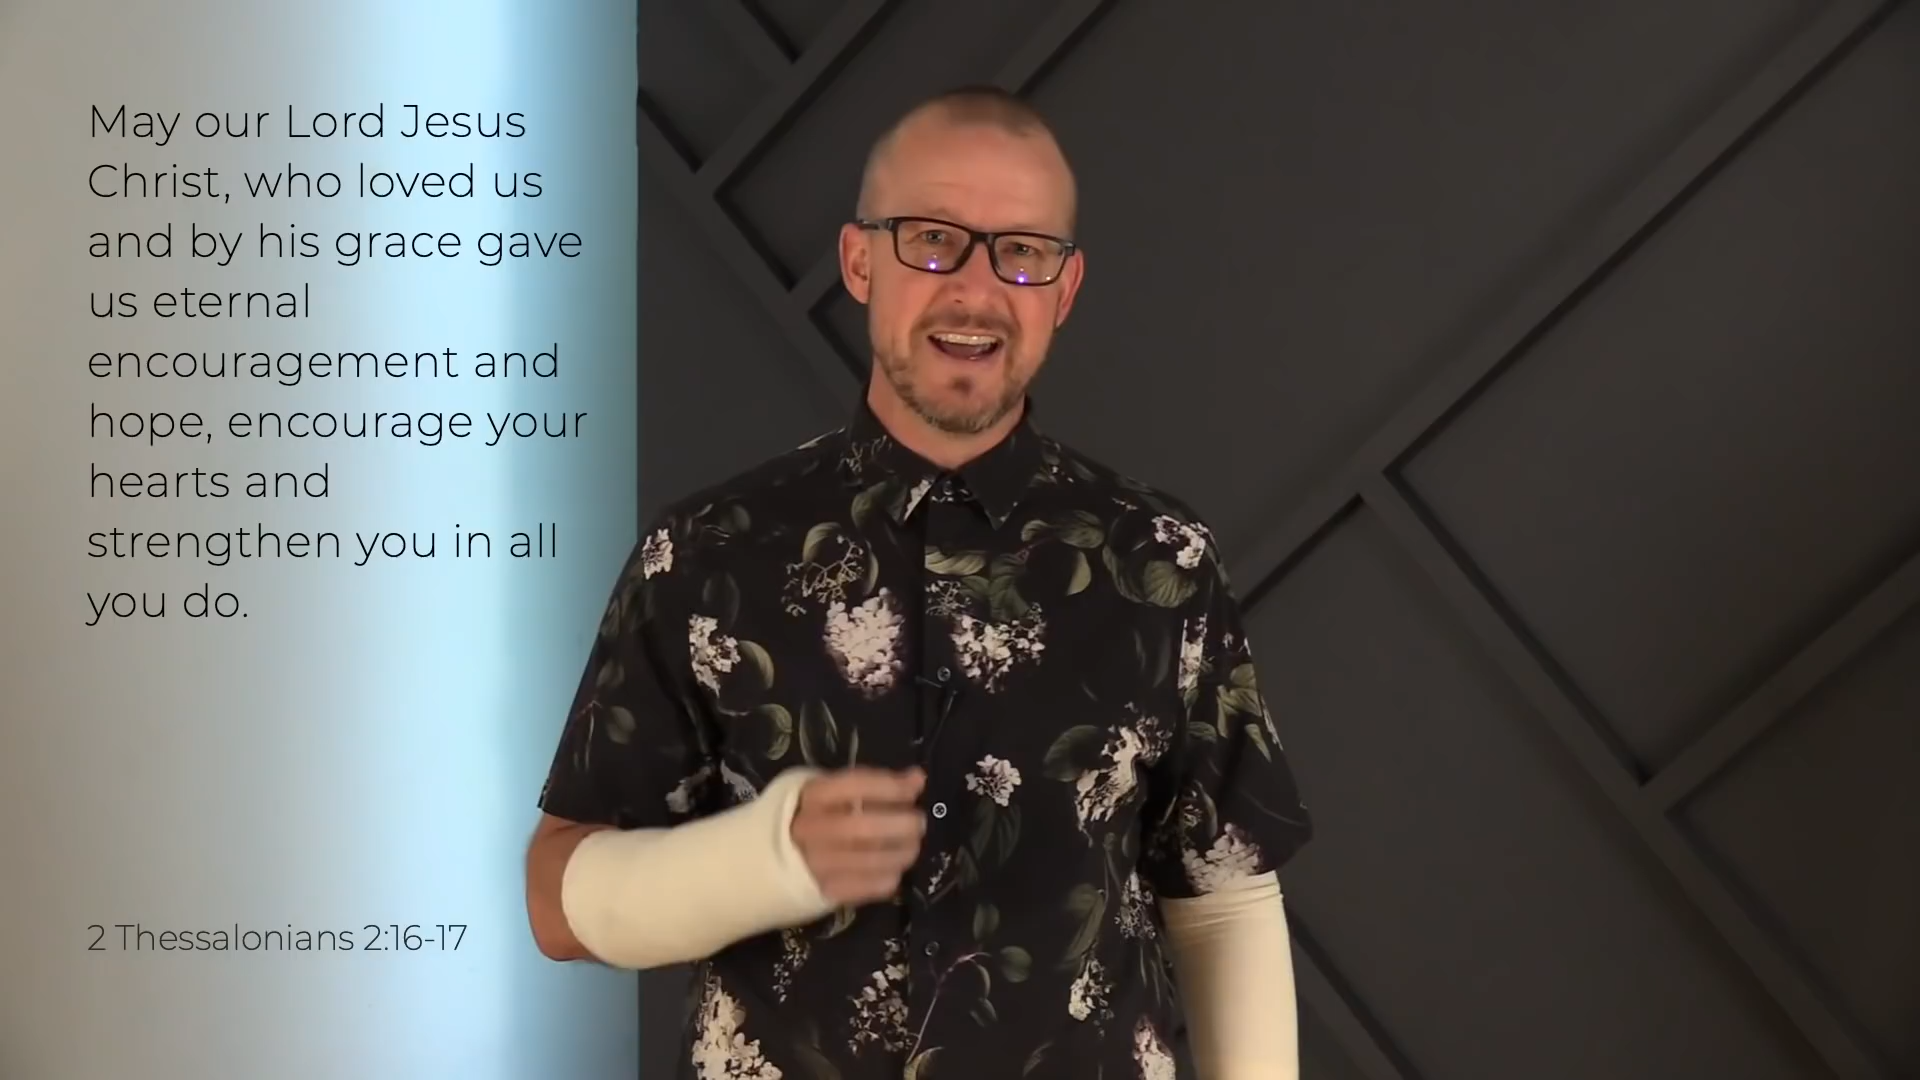 May our Lord Jesus
Christ, who loved us
and by his grace gave
us eternal
encouragement and
hope, encourage your
hearts and
strengthen you in all
you do.
2 Thessalonians 2:16-17